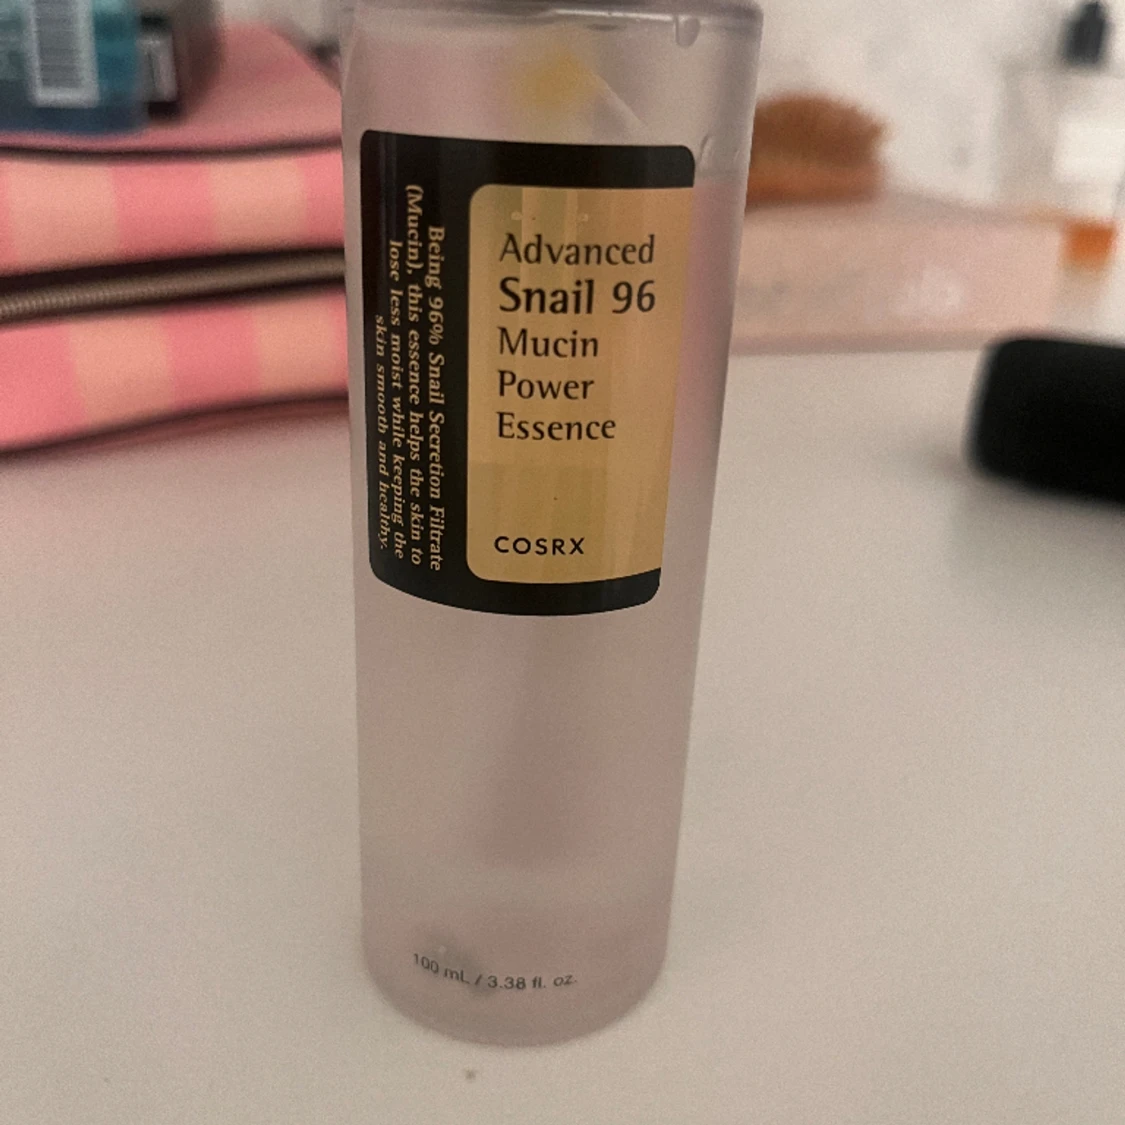 Advanced
Snail 96
Mucin
Power
Essence
COSRX
Being 96% Snail Secretion Filtrate
(Mucin), this essence helps the skin to
lose less moist while keeping the
skin smooth and healthy.
100 mL / 3.38 fl. oz.